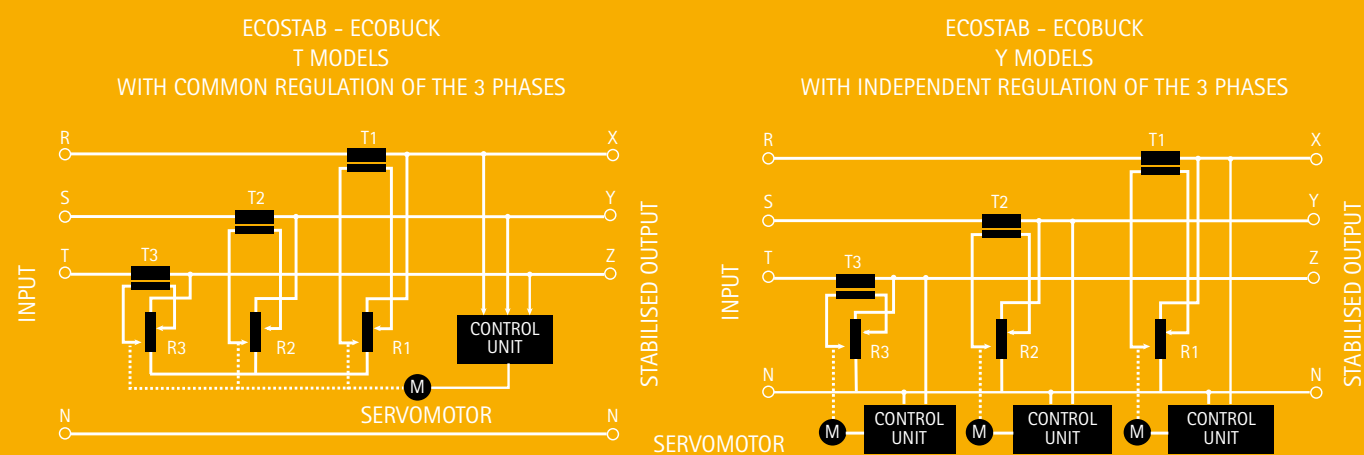 ECOSTAB - ECOBUCK
T MODELS
WITH COMMON REGULATION OF THE 3 PHASES
R
T1
X
S
T2
Y
T
T3
Z
INPUT
STABILISED OUTPUT
R3
R2
R1
CONTROL
UNIT
M
SERVOMOTOR
N
N
ECOSTAB - ECOBUCK
Y MODELS
WITH INDEPENDENT REGULATION OF THE 3 PHASES
R
T1
X
S
T2
Y
T
T3
Z
INPUT
STABILISED OUTPUT
R3
R2
R1
N
N
SERVOMOTOR
M
CONTROL
UNIT
M
CONTROL
UNIT
M
CONTROL
UNIT